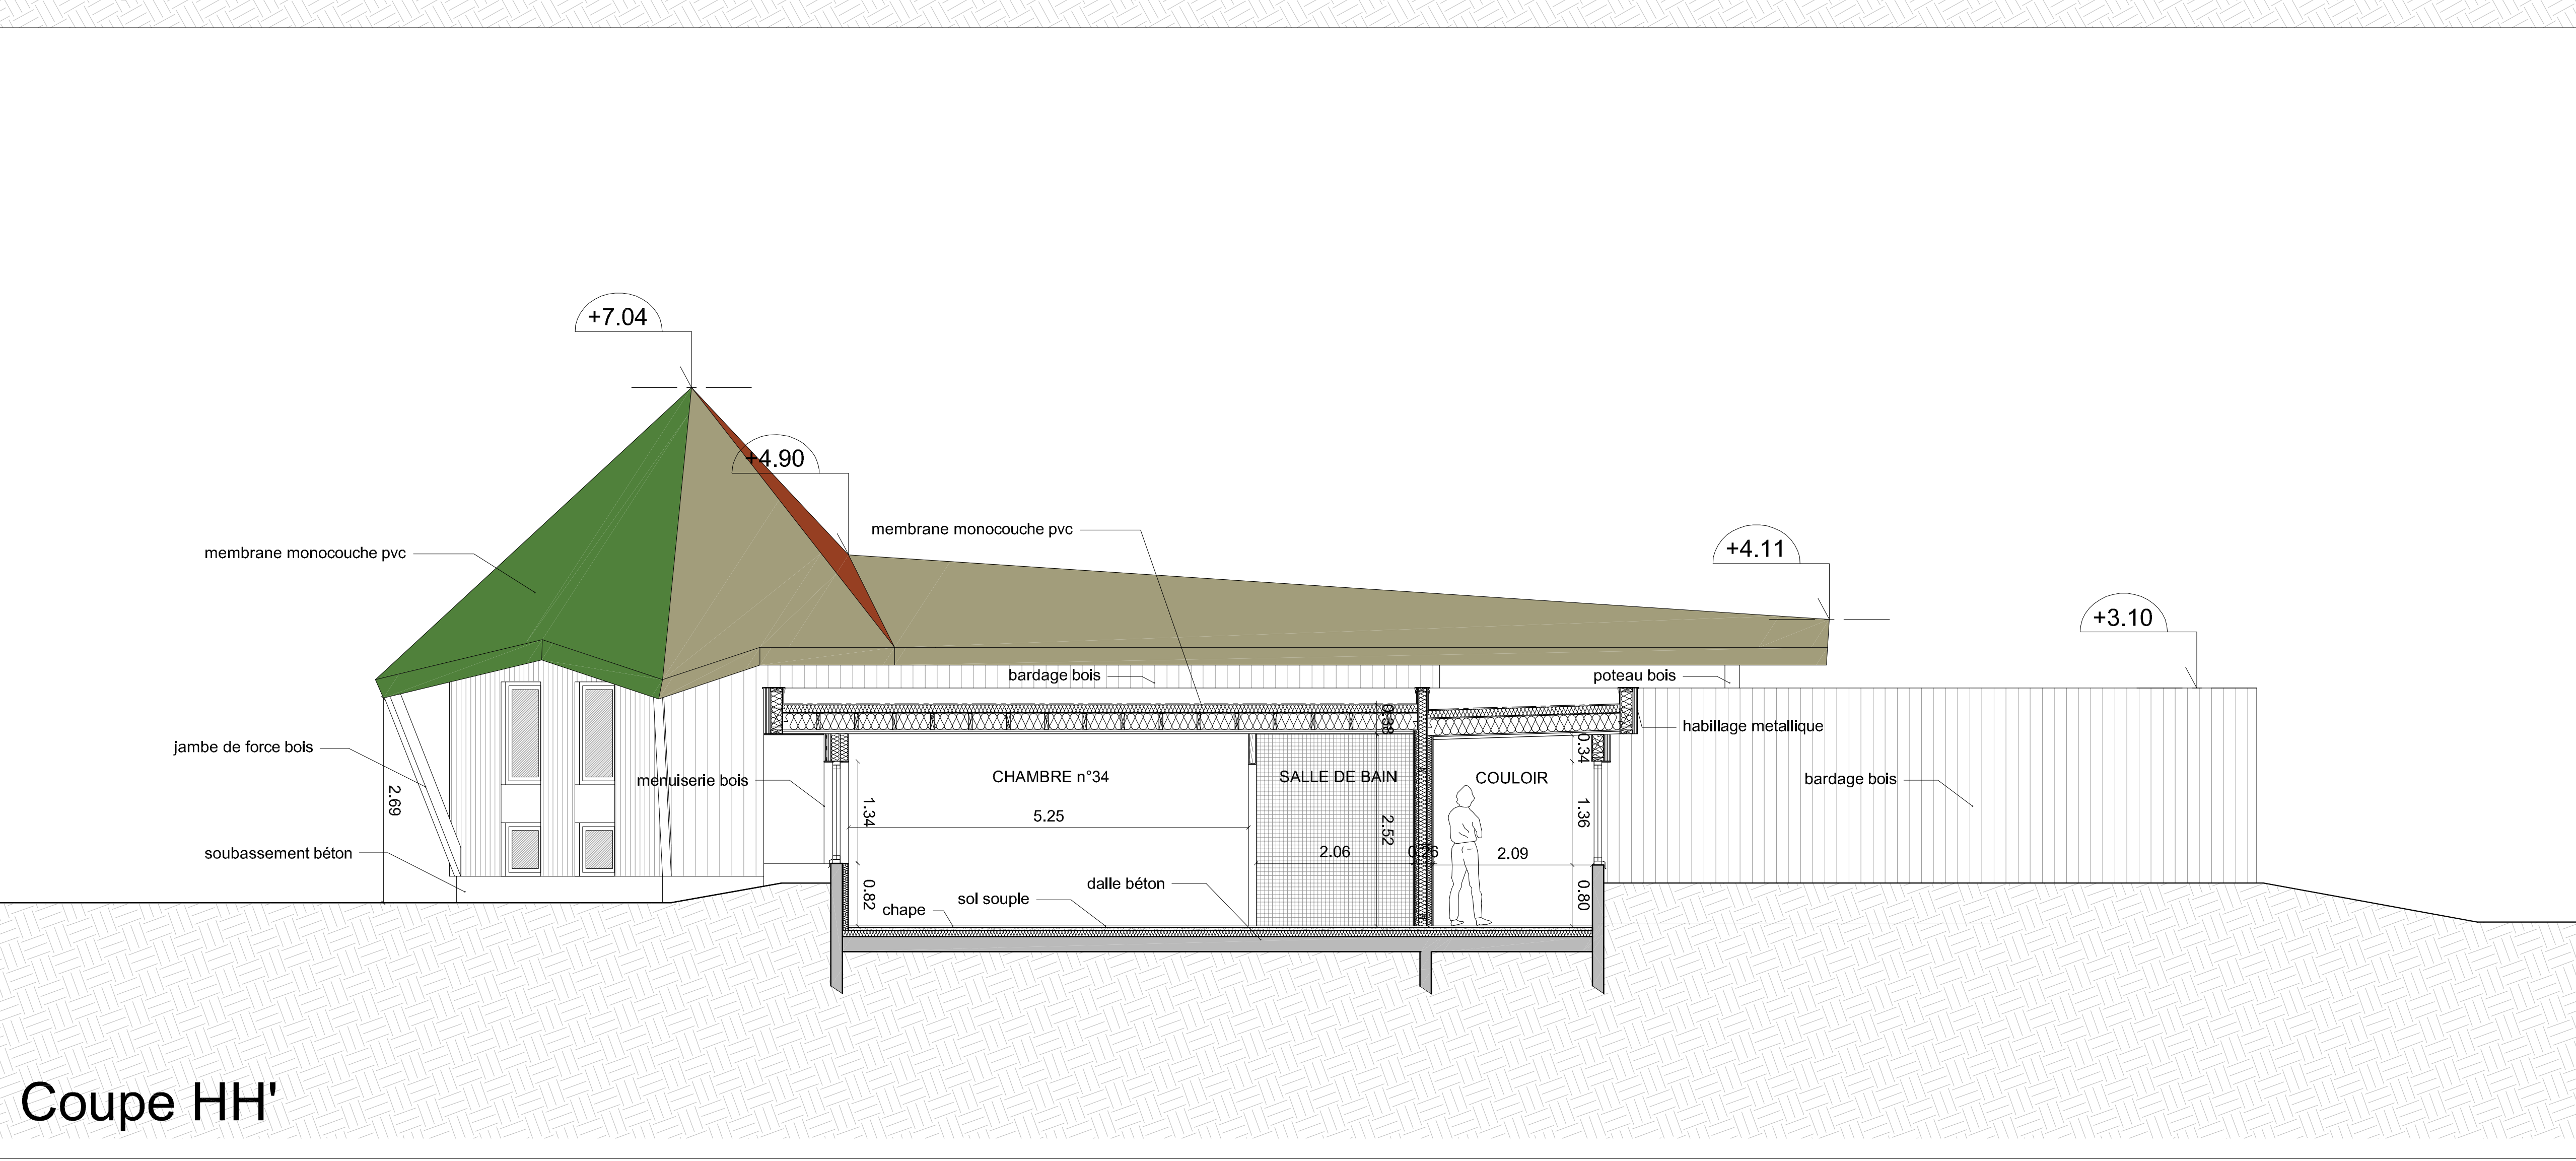 +7.04
+4.90
membrane monocouche pvc
+4.11
membrane monocouche pvc
+3.10
bardage bois
poteau bois
0.38
habillage metallique
jambe de force bois
0.34
menuiserie bois
CHAMBRE n°34
SALLE DE BAIN
COULOIR
bardage bois
2.69
1.34
5.25
2.52
1.36
soubassement béton
2.06
0.26
2.09
0.82
chape
sol souple
dalle béton
0.80
Coupe HH'